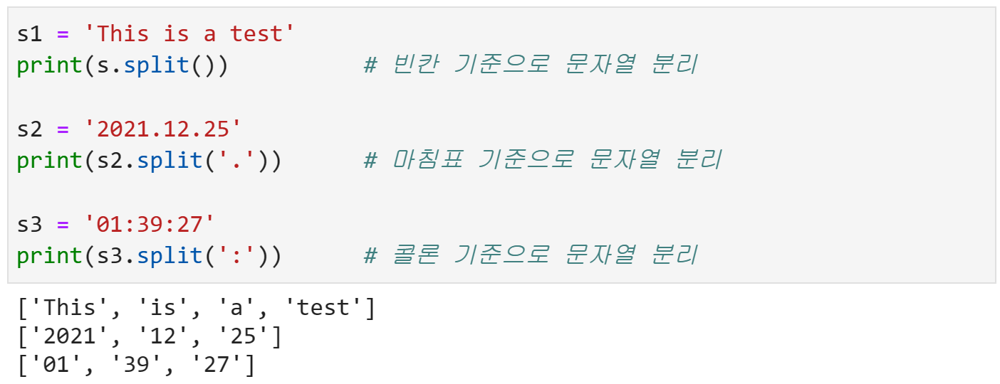 s1 = 'This is a test'
print(s.split())          # 빈칸 기준으로 문자열 분리
s2 = '2021.12.25'
print(s2.split('.'))      # 마침표 기준으로 문자열 분리
s3 = '01:39:27'
print(s3.split(':'))      # 콜론 기준으로 문자열 분리
['This', 'is', 'a', 'test']
['2021', '12', '25']
['01', '39', '27']